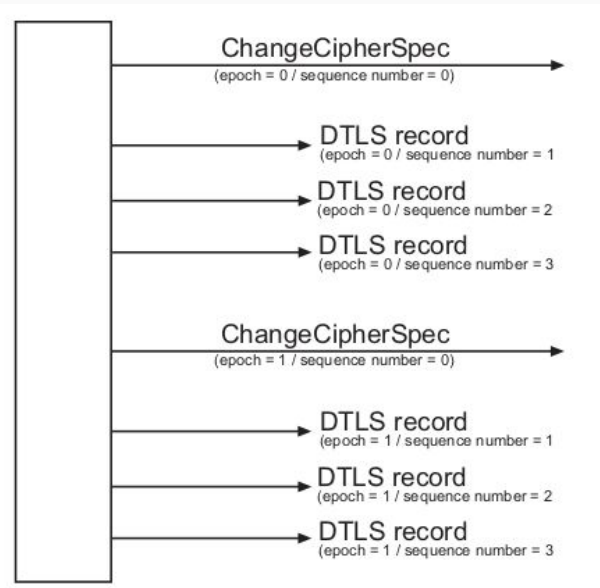 ChangeCipherSpec
(epoch = 0 / sequence number = 0)
DTLS record
(epoch = 0 / sequence number = 1
DTLS record
(epoch = 0 / sequence number = 2
DTLS record
(epoch = 0 / sequence number = 3
ChangeCipherSpec
(epoch = 1 / sequence number = 0)
DTLS record
(epoch = 1 / sequence number = 1
DTLS record
(epoch = 1 / sequence number = 2
DTLS record
(epoch = 1 / sequence number = 3